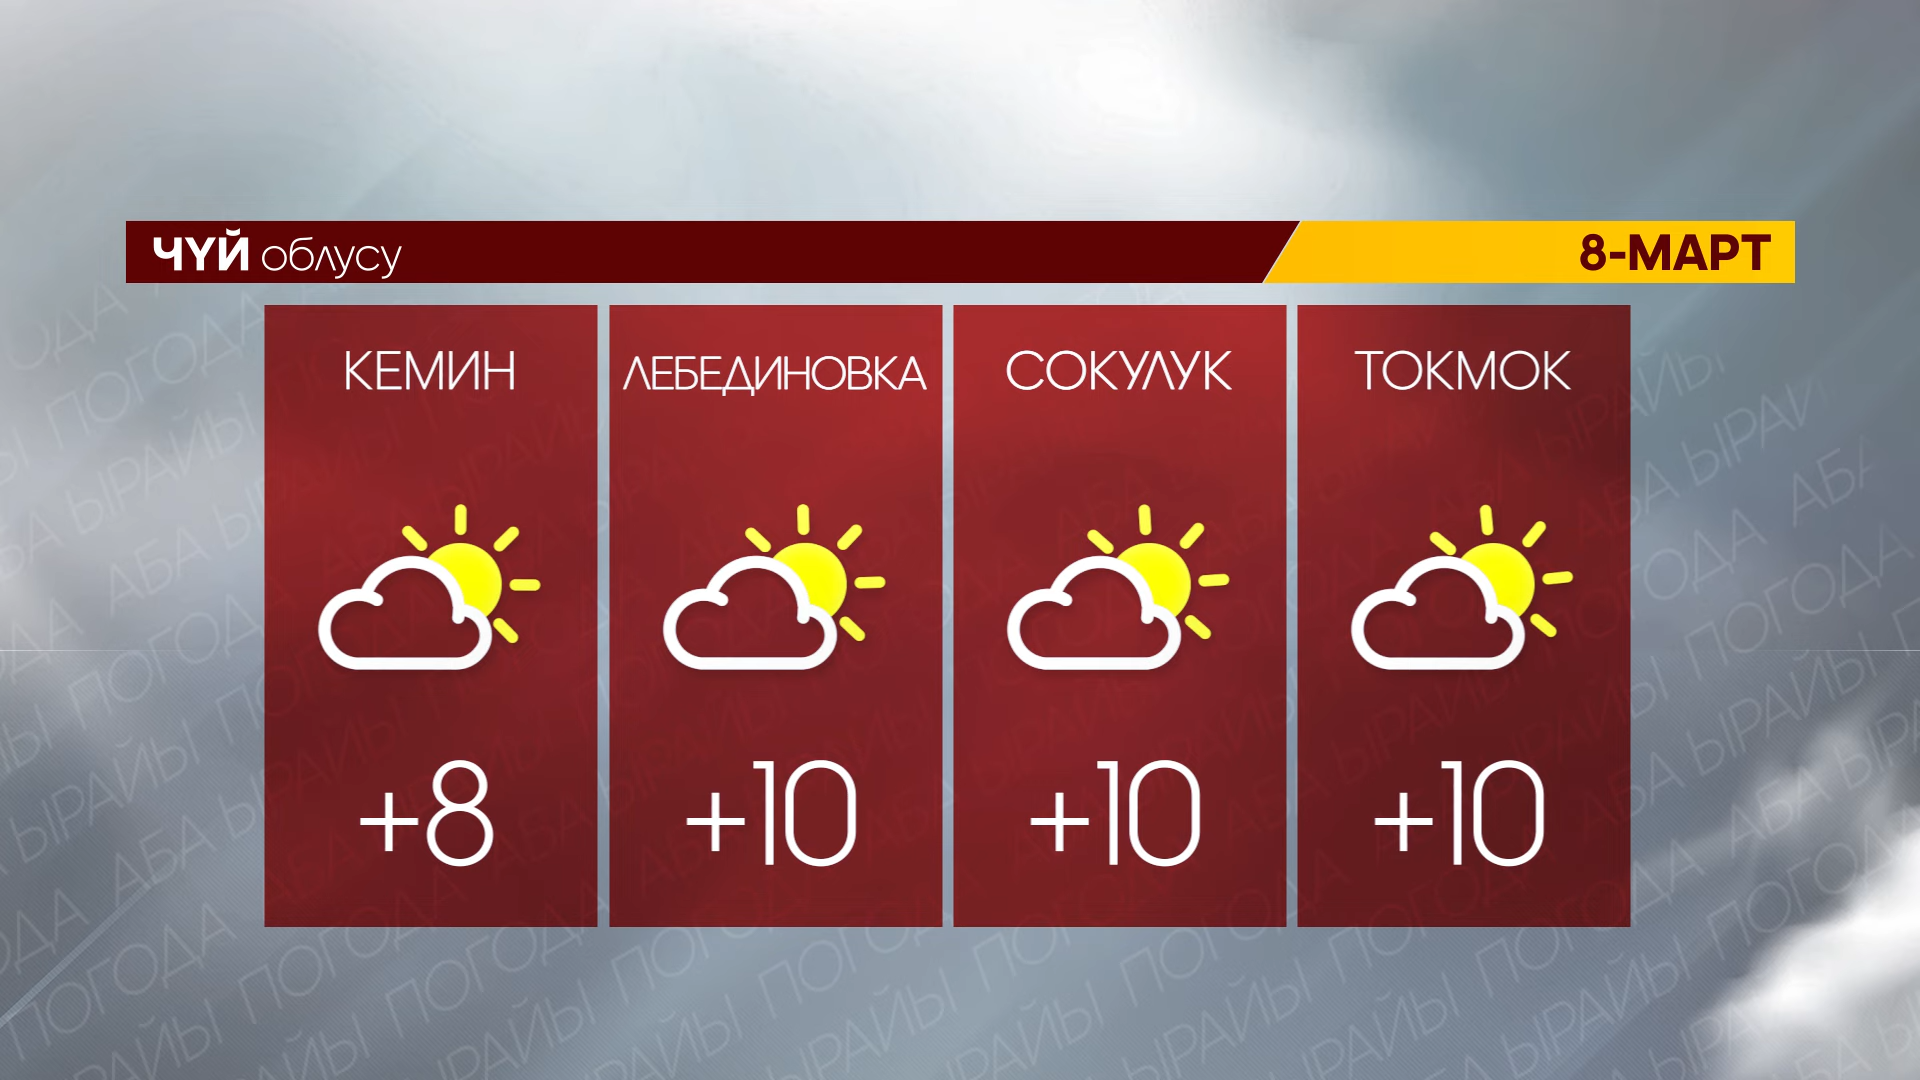 ЧҮЙ облусу
8-МАРТ
КЕМИН
ЛЕБЕДИНОВКА
СОКУЛУК
ТОКМОК
+8
+10
+10
+10